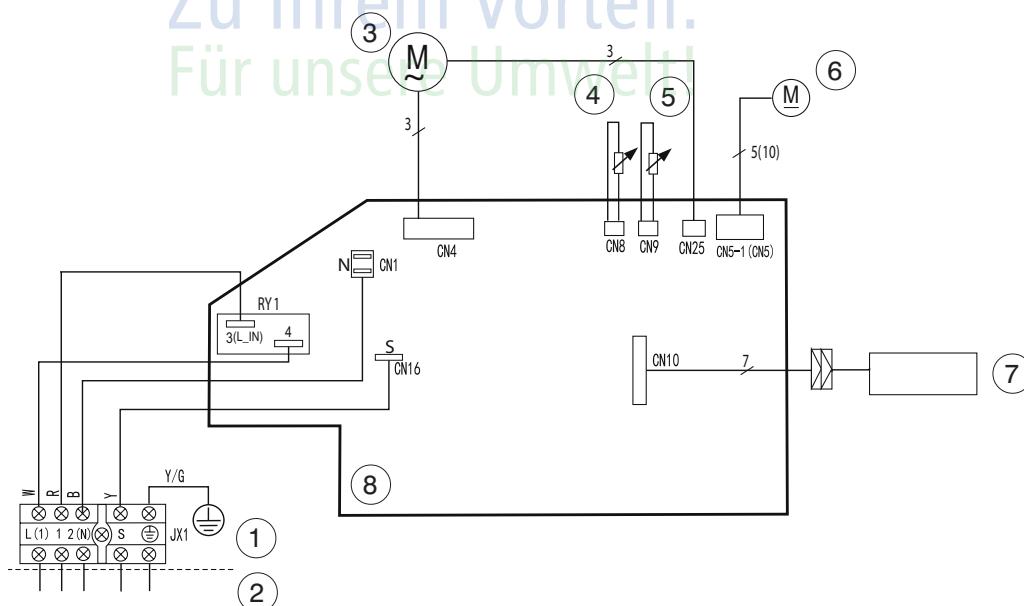 Zu Ihrem Vorteil.
Für unsere Umwelt!
3
M
~
3
4
5
M
6
3
5(10)
CN4
CN8
CN9
CN25
CN5-1 (CN5)
N
CN1
RY1
3(L_IN)
4
S
CN16
CN10
7
7
8
W
R
B
Y
Y/G
L(1) 1 2(N) S
JX1
1
2